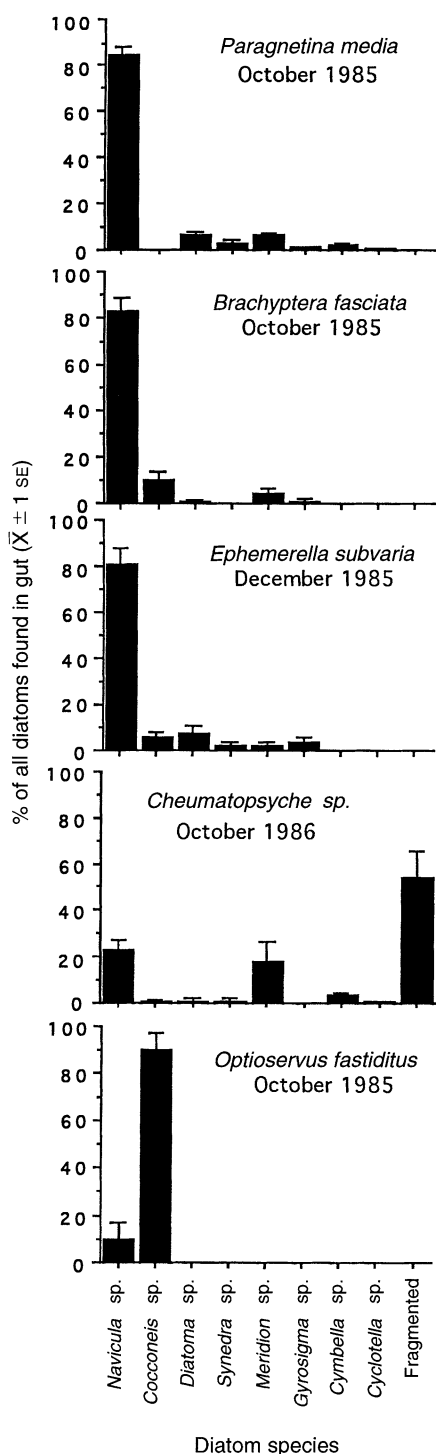 % of all diatoms found in gut (X̄ ± 1 SE)
100
80
60
40
20
0
Paragnetina media
October 1985
100
80
60
40
20
0
Brachyptera fasciata
October 1985
100
80
60
40
20
0
Ephemerella subvaria
December 1985
100
80
60
40
20
0
Cheumatopsyche sp.
October 1986
100
80
60
40
20
0
Optioservus fastiditus
October 1985
Navicula sp.
Cocconeis sp.
Diatoma sp.
Synedra sp.
Meridion sp.
Gyrosigma sp.
Cymbella sp.
Cyclotella sp.
Fragmented
Diatom species